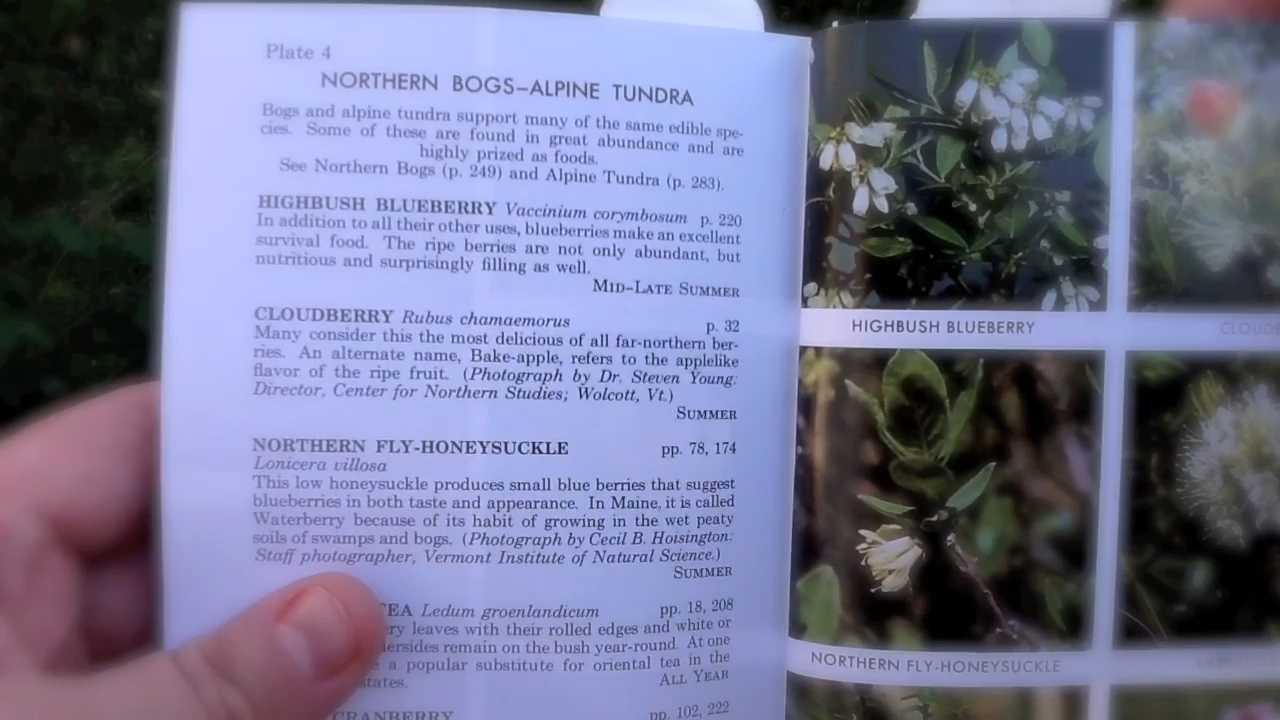 Plate 4
NORTHERN BOGS–ALPINE TUNDRA
Bogs and alpine tundra support many of the same edible spe-
cies. Some of these are found in great abundance and are
highly prized as foods.
See Northern Bogs (p. 249) and Alpine Tundra (p. 283).
HIGHBUSH BLUEBERRY Vaccinium corymbosum p. 220
In addition to all their other uses, blueberries make an excellent
survival food. The ripe berries are not only abundant, but
nutritious and surprisingly filling as well.
MID–LATE SUMMER
CLOUDBERRY Rubus chamaemorus p. 32
Many consider this the most delicious of all far-northern ber-
ries. An alternate name, Bake-apple, refers to the applelike
flavor of the ripe fruit. (Photograph by Dr. Steven Young:
Director, Center for Northern Studies; Wolcott, Vt.)
SUMMER
NORTHERN FLY-HONEYSUCKLE pp. 78, 174
Lonicera villosa
This low honeysuckle produces small blue berries that suggest
blueberries in both taste and appearance. In Maine, it is called
Waterberry because of its habit of growing in the wet peaty
soils of swamps and bogs. (Photograph by Cecil B. Hoisington:
Staff photographer, Vermont Institute of Natural Science.)
SUMMER
TEA Ledum groenlandicum pp. 18, 208
ery leaves with their rolled edges and white or
dersides remain on the bush year-round. At one
e a popular substitute for oriental tea in the
tates. ALL YEAR
CRANBERRY pp. 102, 222
HIGHBUSH BLUEBERRY
CLOUD
NORTHERN FLY-HONEYSUCKLE